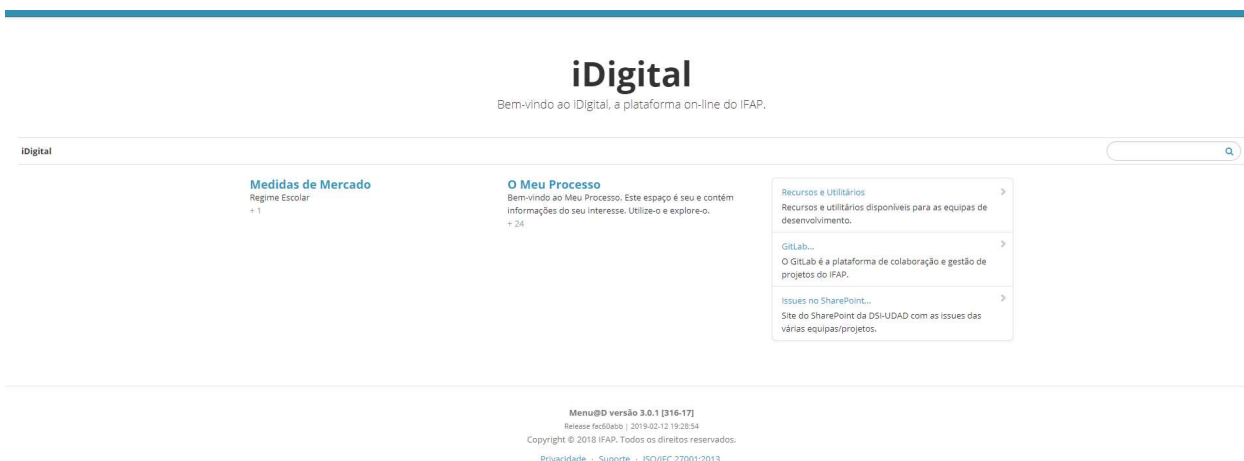 iDigital
Bem-vindo ao IDigital, a plataforma on-line do IFAP.
iDigital
Medidas de Mercado
Regime Escolar
+ 1
O Meu Processo
Bem-vindo ao Meu Processo. Este espaço é seu e contém
informações do seu interesse. Utilize-o e explore-o.
+ 24
Recursos e Utilitários
Recursos e utilitários disponíveis para as equipas de
desenvolvimento.
GitLab...
O GitLab é a plataforma de colaboração e gestão de
projetos do IFAP.
Issues no SharePoint...
Site do SharePoint da DSI-UDAD com as issues das
várias equipas/projetos.
Menu@D versão 3.0.1 [316-17]
Release fac60abb | 2019-02-12 19:28:54
Copyright © 2018 IFAP. Todos os direitos reservados.
Privacidade · Suporte · ISO/IEC 27001:2013